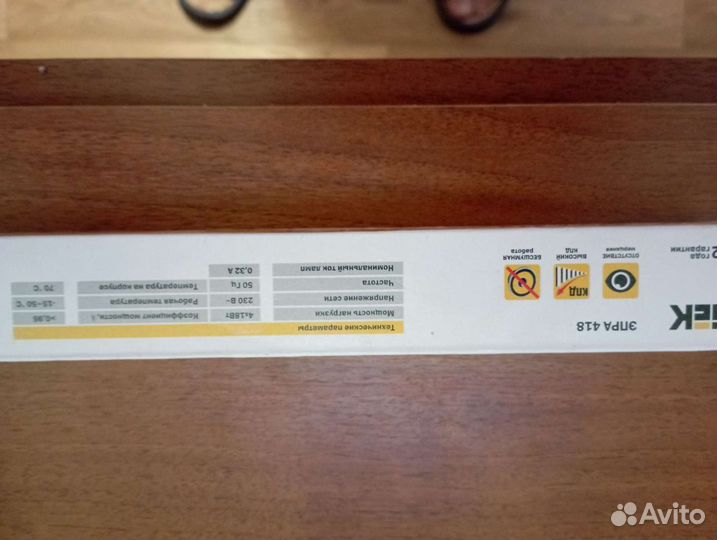 iEK
ЭПРА 418
2
года
гарантии
ОТСУТСТВИЕ
мерцания
КПД
ВЫСОКИЙ
КПД
БЕСШУМНАЯ
работа
Технические параметры
Мощность нагрузки 4х18Вт Коэффициент мощности, λ >0,95
Напряжение сети 230 В~ Рабочая температура -15~50 °С
Частота 50 Гц Температура на корпусе 70 °С
Номинальный ток ламп 0,32 А
Avito